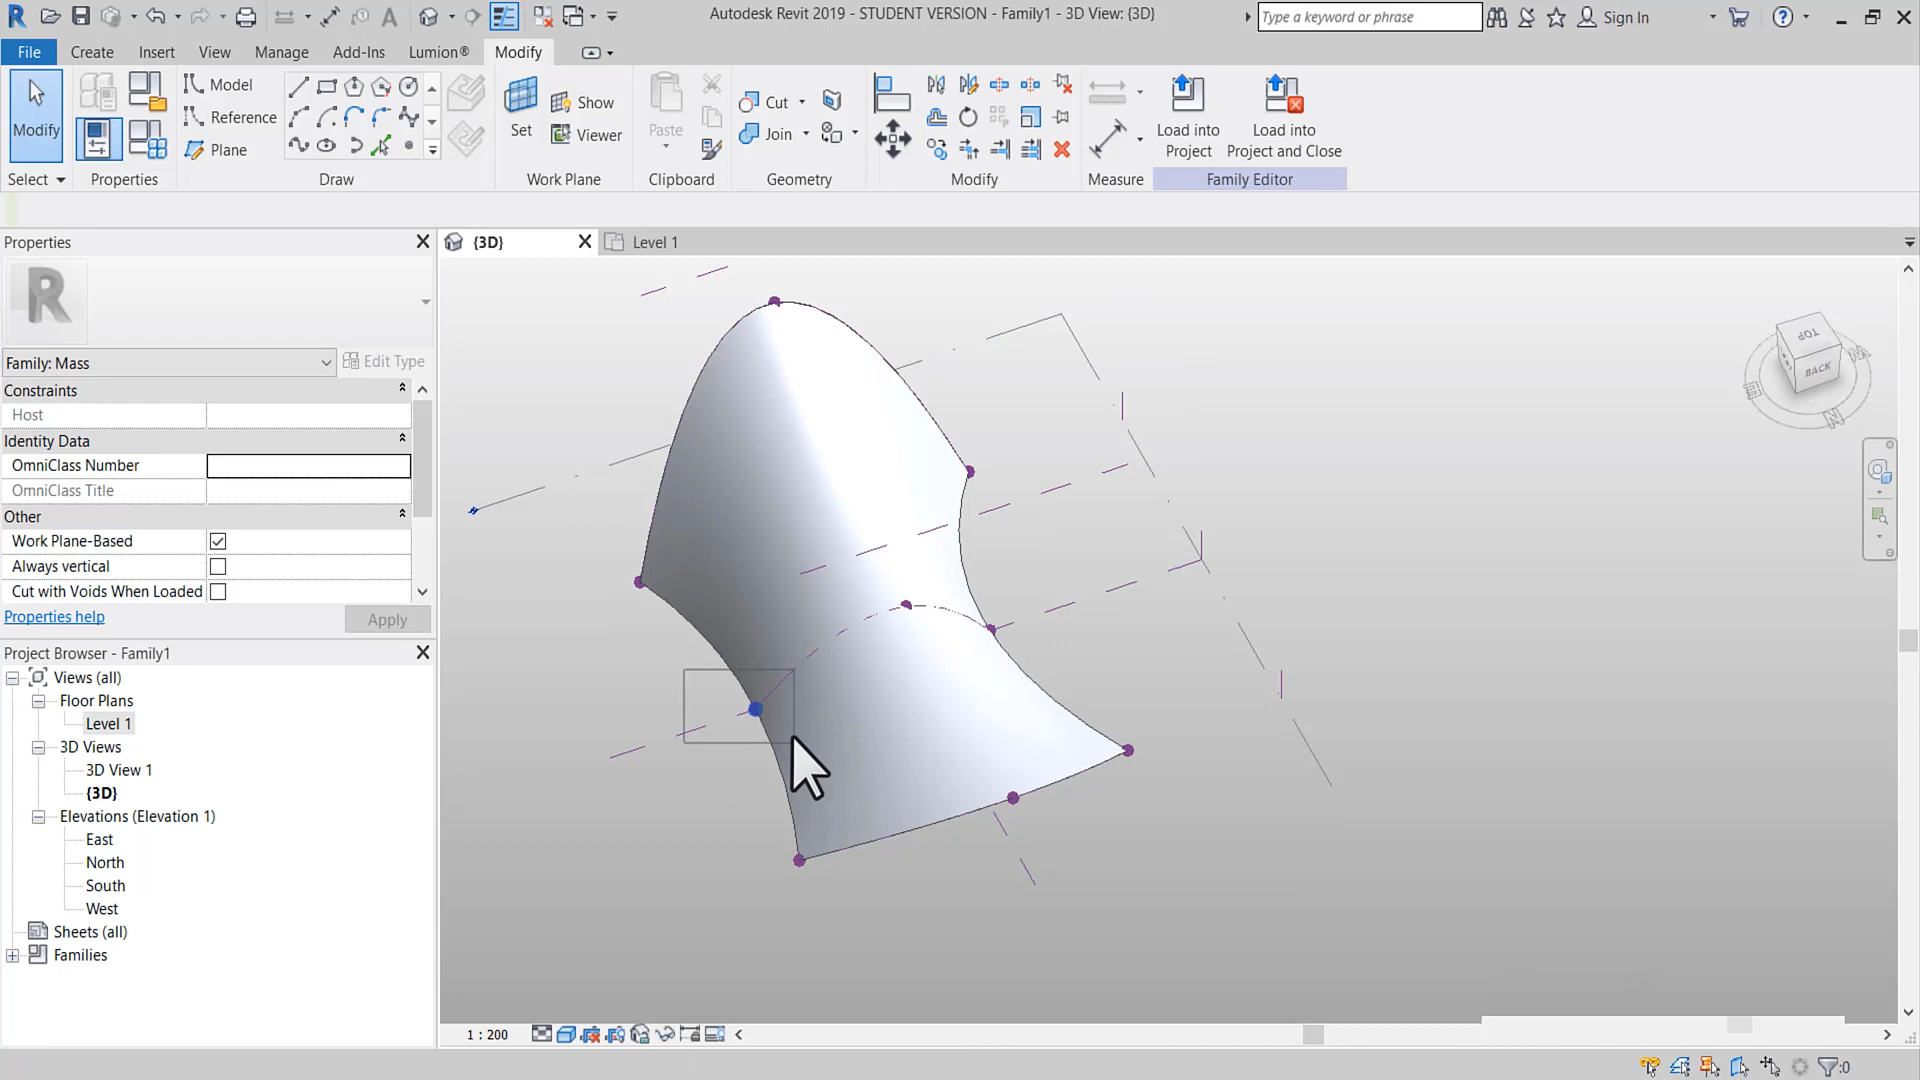 Autodesk Revit 2019 - STUDENT VERSION - Family1 - 3D View: {3D}
Type a keyword or phrase
Sign In
File Create Insert View Manage Add-Ins Lumion® Modify
Modify
Model
Reference
Plane
Set
Show
Viewer
Paste
Cut
Join
Load into Project
Load into Project and Close
Select Properties Draw Work Plane Clipboard Geometry Modify Measure Family Editor
Properties
{3D}
Level 1
R
Family: Mass
Edit Type
Constraints
Host
Identity Data
OmniClass Number
OmniClass Title
Other
Work Plane-Based
Always vertical
Cut with Voids When Loaded
Properties help
Apply
Project Browser - Family1
Views (all)
Floor Plans
Level 1
3D Views
3D View 1
{3D}
Elevations (Elevation 1)
East
North
South
West
Sheets (all)
Families
TOP
BACK
1 : 200
:0